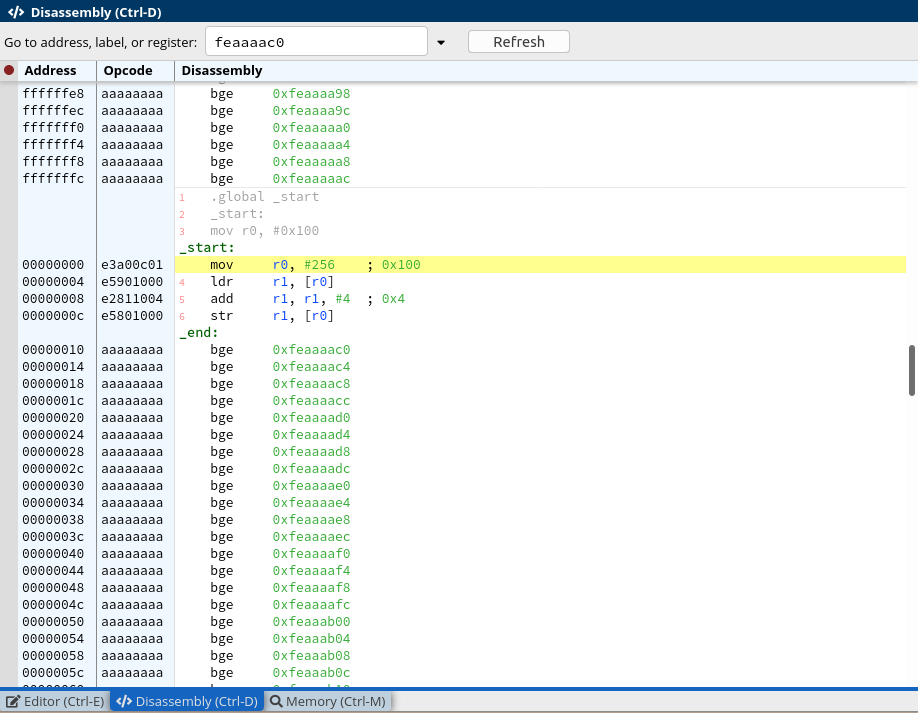 Disassembly (Ctrl-D)
Go to address, label, or register: feaaaac0 Refresh
Address Opcode Disassembly
ffffffe8 aaaaaaaa bge 0xfeaaaa98
ffffffec aaaaaaaa bge 0xfeaaaa9c
fffffff0 aaaaaaaa bge 0xfeaaaaa0
fffffff4 aaaaaaaa bge 0xfeaaaaa4
fffffff8 aaaaaaaa bge 0xfeaaaaa8
fffffffc aaaaaaaa bge 0xfeaaaaac
1 .global _start
2 _start:
3 mov r0, #0x100
_start:
00000000 e3a00c01 mov r0, #256 ; 0x100
00000004 e5901000 4 ldr r1, [r0]
00000008 e2811004 5 add r1, r1, #4 ; 0x4
0000000c e5801000 6 str r1, [r0]
_end:
00000010 aaaaaaaa bge 0xfeaaaac0
00000014 aaaaaaaa bge 0xfeaaaac4
00000018 aaaaaaaa bge 0xfeaaaac8
0000001c aaaaaaaa bge 0xfeaaaacc
00000020 aaaaaaaa bge 0xfeaaaad0
00000024 aaaaaaaa bge 0xfeaaaad4
00000028 aaaaaaaa bge 0xfeaaaad8
0000002c aaaaaaaa bge 0xfeaaaadc
00000030 aaaaaaaa bge 0xfeaaaae0
00000034 aaaaaaaa bge 0xfeaaaae4
00000038 aaaaaaaa bge 0xfeaaaae8
0000003c aaaaaaaa bge 0xfeaaaaec
00000040 aaaaaaaa bge 0xfeaaaaf0
00000044 aaaaaaaa bge 0xfeaaaaf4
00000048 aaaaaaaa bge 0xfeaaaaf8
0000004c aaaaaaaa bge 0xfeaaaafc
00000050 aaaaaaaa bge 0xfeaaab00
00000054 aaaaaaaa bge 0xfeaaab04
00000058 aaaaaaaa bge 0xfeaaab08
0000005c aaaaaaaa bge 0xfeaaab0c
Editor (Ctrl-E) Disassembly (Ctrl-D) Memory (Ctrl-M)